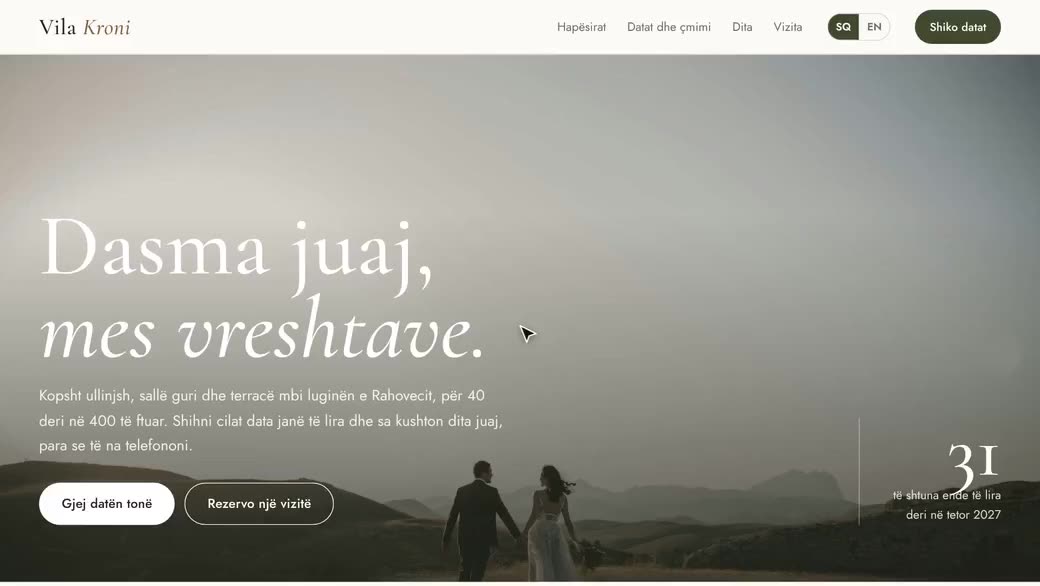 Vila Kroni
Hapësirat
Datat dhe çmimi
Dita
Vizita
SQ
EN
Shiko datat
Dasma juaj,
mes vreshtave.
Kopsht ullinjsh, sallë guri dhe terracë mbi luginën e Rahovecit, për 40
deri në 400 të ftuar. Shihni cilat data janë të lira dhe sa kushton dita juaj,
para se të na telefononi.
Gjej datën tonë
Rezervo një vizitë
31
të shtuna ende të lira
deri në tetor 2027